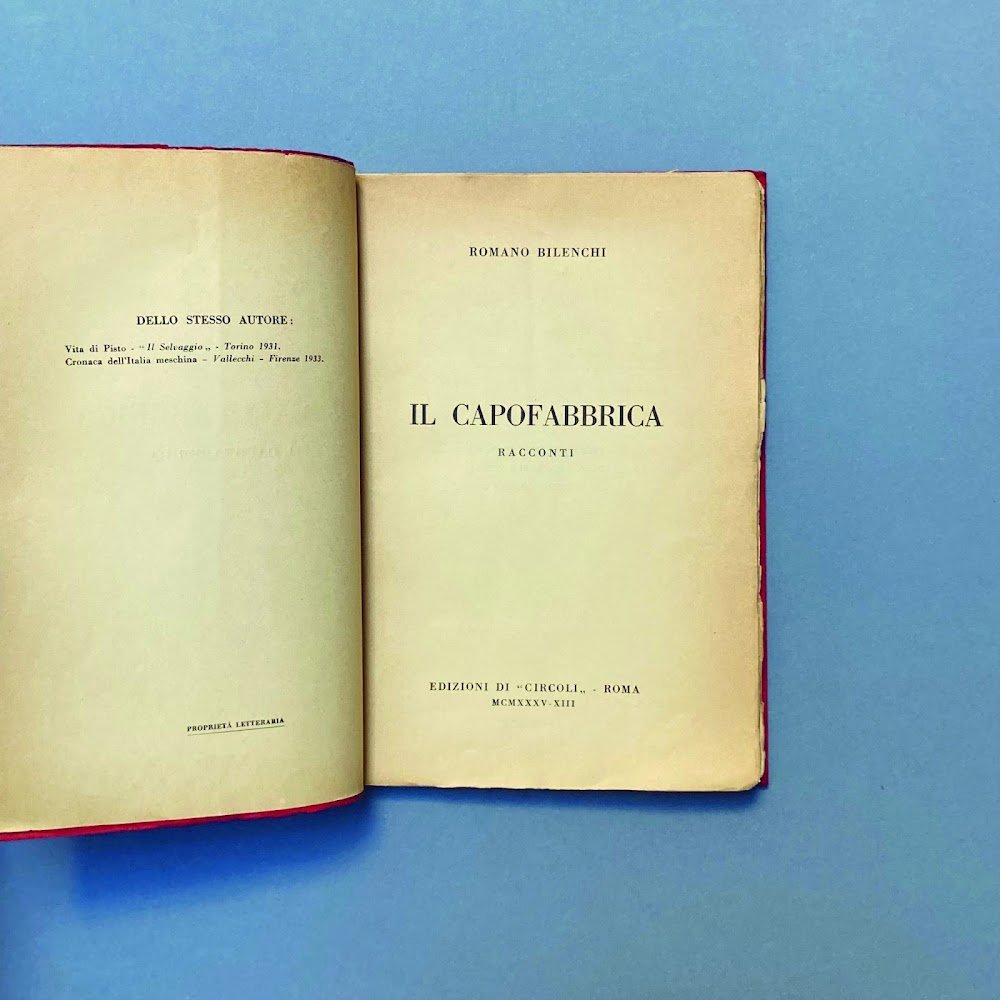 DELLO STESSO AUTORE:
Vita di Pisto - "Il Selvaggio„ - Torino 1931.
Cronaca dell'Italia meschina - Vallecchi - Firenze 1933.
PROPRIETÀ LETTERARIA
ROMANO BILENCHI
IL CAPOFABBRICA
RACCONTI
EDIZIONI DI "CIRCOLI„ - ROMA
MCMXXXV-XIII